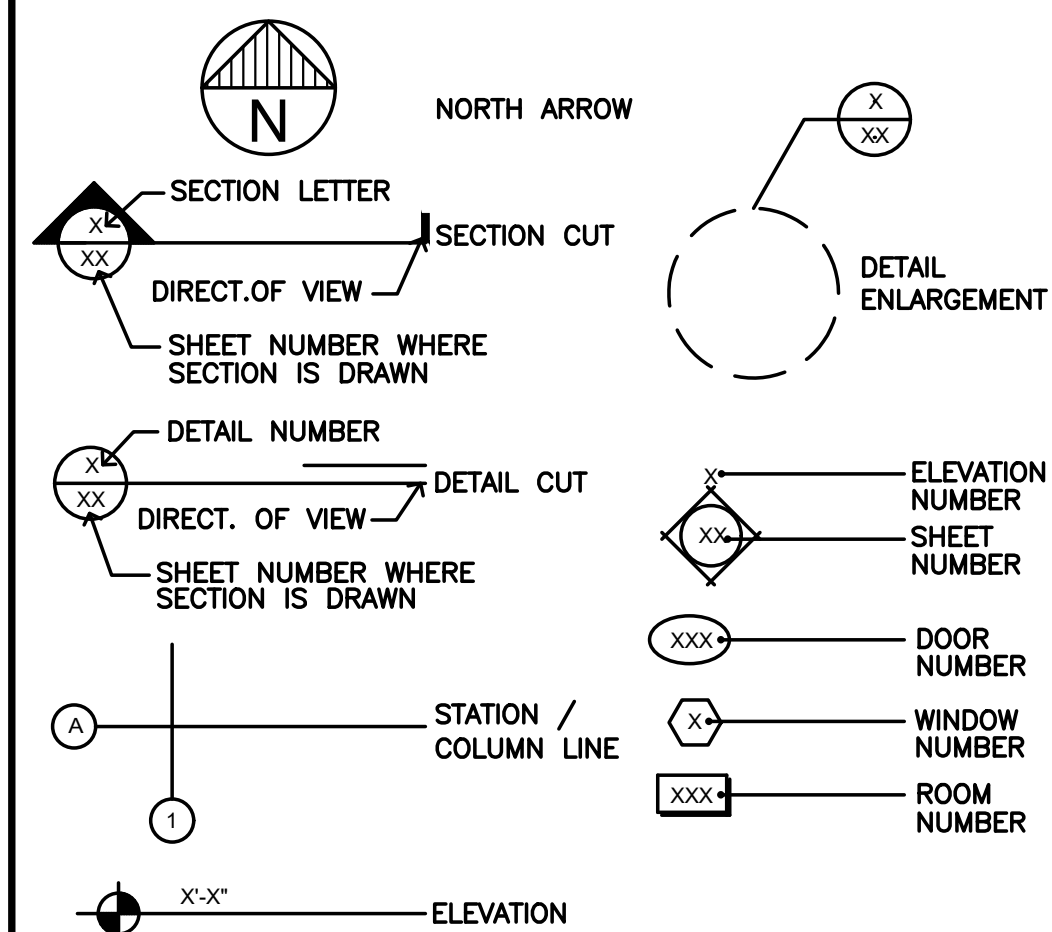 N
NORTH ARROW
X
X.X
SECTION LETTER
X
XX
SECTION CUT
DIRECT.OF VIEW
SHEET NUMBER WHERE
SECTION IS DRAWN
DETAIL
ENLARGEMENT
DETAIL NUMBER
X
XX
DETAIL CUT
DIRECT. OF VIEW
SHEET NUMBER WHERE
SECTION IS DRAWN
X
ELEVATION
NUMBER
XX
SHEET
NUMBER
XXX
DOOR
NUMBER
A
STATION /
COLUMN LINE
1
X
WINDOW
NUMBER
XXX
ROOM
NUMBER
X'-X"
ELEVATION